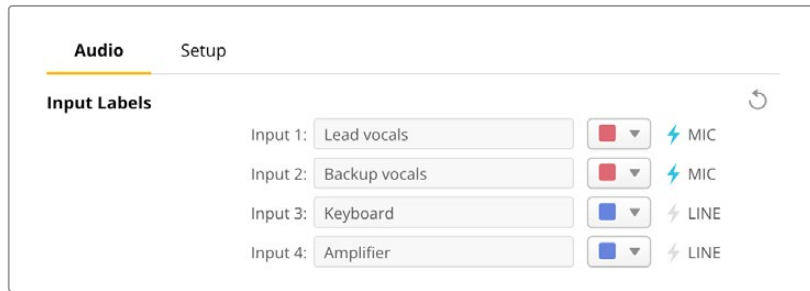 Audio Setup
Input Labels
Input 1: Lead vocals MIC
Input 2: Backup vocals MIC
Input 3: Keyboard LINE
Input 4: Amplifier LINE